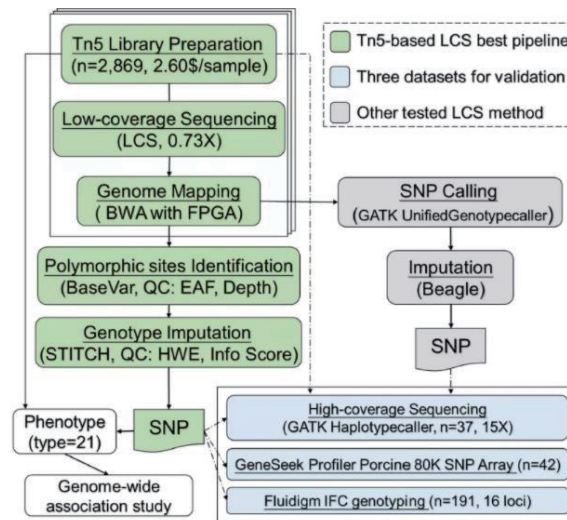 Tn5 Library Preparation
(n=2,869, 2.60$/sample)
Low-coverage Sequencing
(LCS, 0.73X)
Genome Mapping
( BWA with FPGA)
Polymorphic sites Identification
(BaseVar, QC: EAF, Depth)
Genotype Imputation
(STITCH, QC: HWE, Info Score)
Phenotype
(type=21)
SNP
Genome-wide
association study
Tn5-based LCS best pipeline
Three datasets for validation
Other tested LCS method
SNP Calling
(GATK UnifiedGenotypecaller)
Imputation
(Beagle)
SNP
High-coverage Sequencing
(GATK Haplotypecaller, n=37, 15X)
GeneSeek Profiler Porcine 80K SNP Array (n=42)
Fluidigm IFC genotyping (n=191, 16 loci)